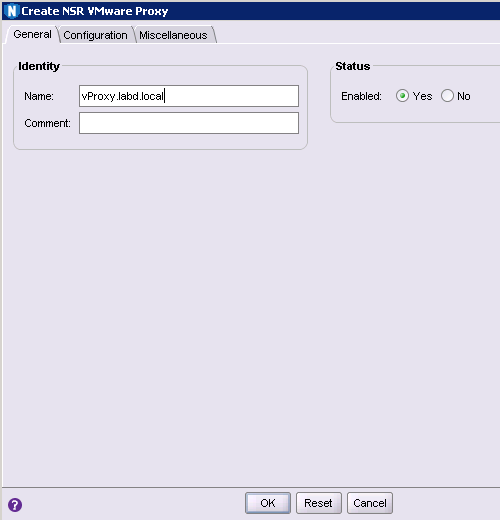 N Create NSR VMware Proxy
General Configuration Miscellaneous
Identity
Name: vProxy.labd.local
Comment:
Status
Enabled: Yes No
? OK Reset Cancel